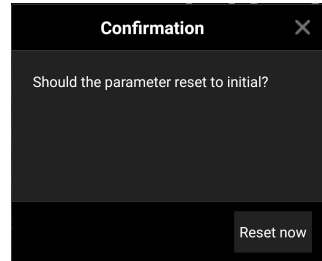 Confirmation
Should the parameter reset to initial?
Reset now